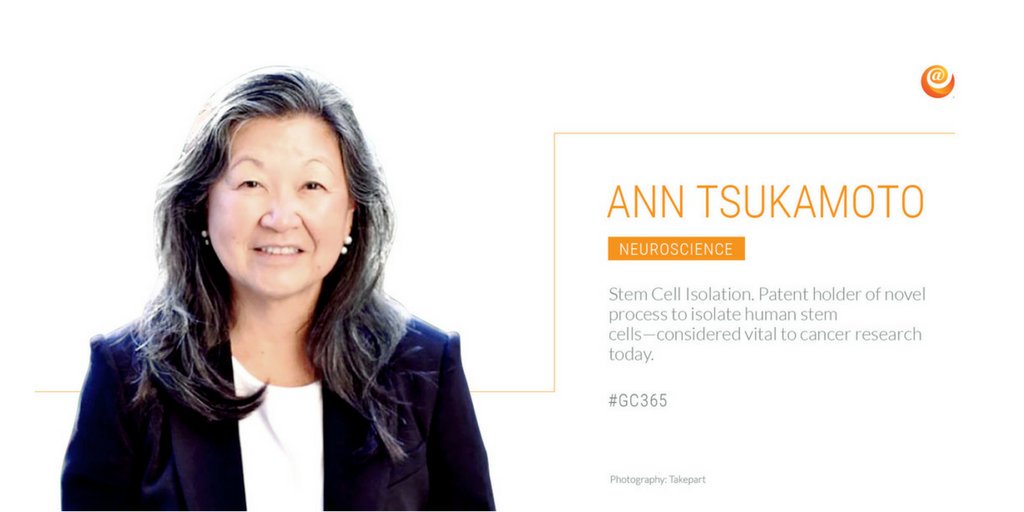 @
ANN TSUKAMOTO
NEUROSCIENCE
Stem Cell Isolation. Patent holder of novel
process to isolate human stem
cells—considered vital to cancer research
today.
#GC365
Photography: Takepart